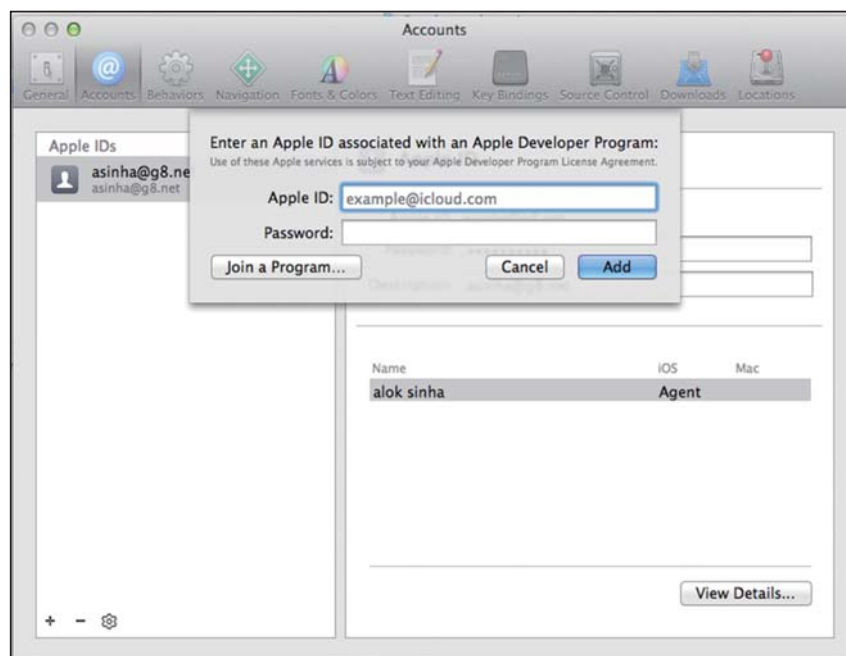 Accounts
General Accounts Behaviors Navigation Fonts & Colors Text Editing Key Bindings Source Control Downloads Locations
Apple IDs
asinha@g8.ne
asinha@g8.net
Enter an Apple ID associated with an Apple Developer Program:
Use of these Apple services is subject to your Apple Developer Program License Agreement.
Apple ID: example@icloud.com
Password:
Join a Program... Cancel Add
Name iOS Mac
alok sinha Agent
View Details...